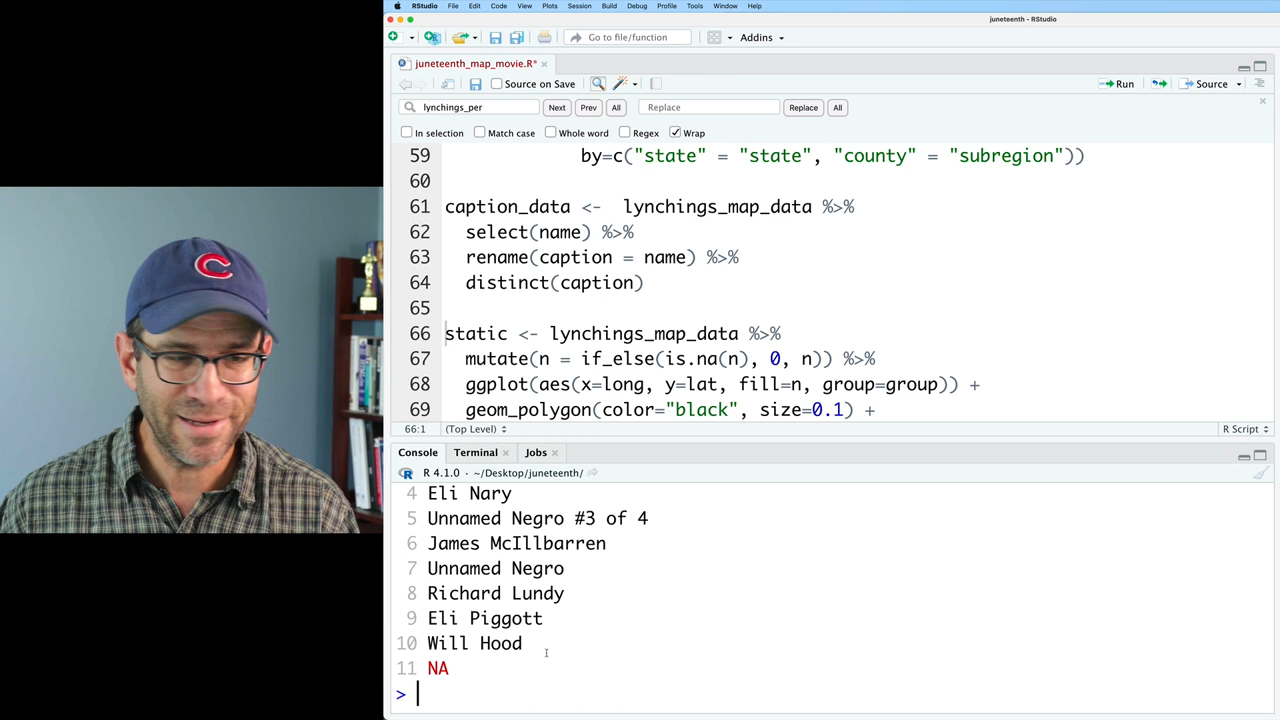 RStudio File Edit Code View Plots Session Build Debug Profile Tools Window Help
juneteenth - RStudio
Go to file/function Addins
juneteenth_map_movie.R*
Source on Save Run Source
lynchings_per Next Prev All Replace Replace All
In selection Match case Whole word Regex Wrap
59 by=c("state" = "state", "county" = "subregion"))
60
61 caption_data <-  lynchings_map_data %>%
62 select(name) %>%
63 rename(caption = name) %>%
64 distinct(caption)
65
66 static <- lynchings_map_data %>%
67 mutate(n = if_else(is.na(n), 0, n)) %>%
68 ggplot(aes(x=long, y=lat, fill=n, group=group)) +
69 geom_polygon(color="black", size=0.1) +
66:1 (Top Level) R Script
Console Terminal Jobs
R 4.1.0 · ~/Desktop/juneteenth/
4 Eli Nary
5 Unnamed Negro #3 of 4
6 James McIllbarren
7 Unnamed Negro
8 Richard Lundy
9 Eli Piggott
10 Will Hood
11 NA
>
C